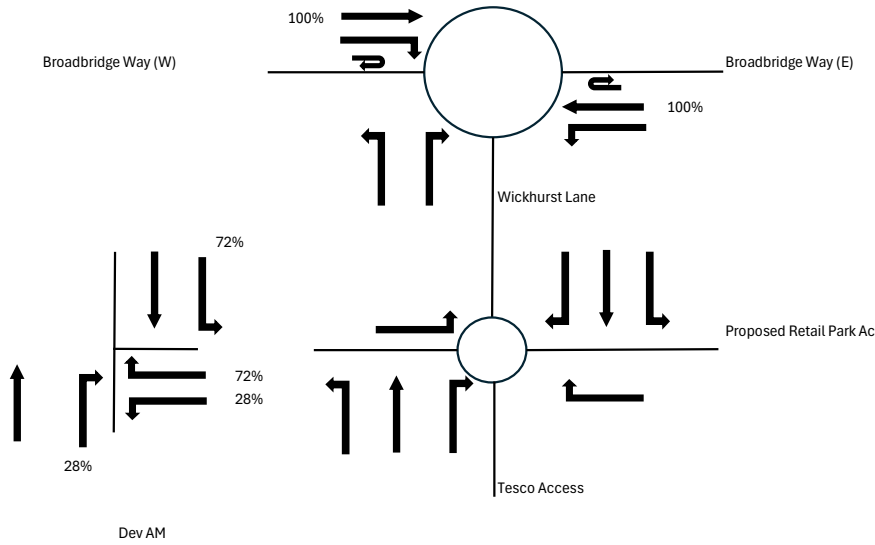 100%
Broadbridge Way (W)
Broadbridge Way (E)
100%
Wickhurst Lane
72%
Proposed Retail Park Ac
72%
28%
28%
Tesco Access
Dev AM